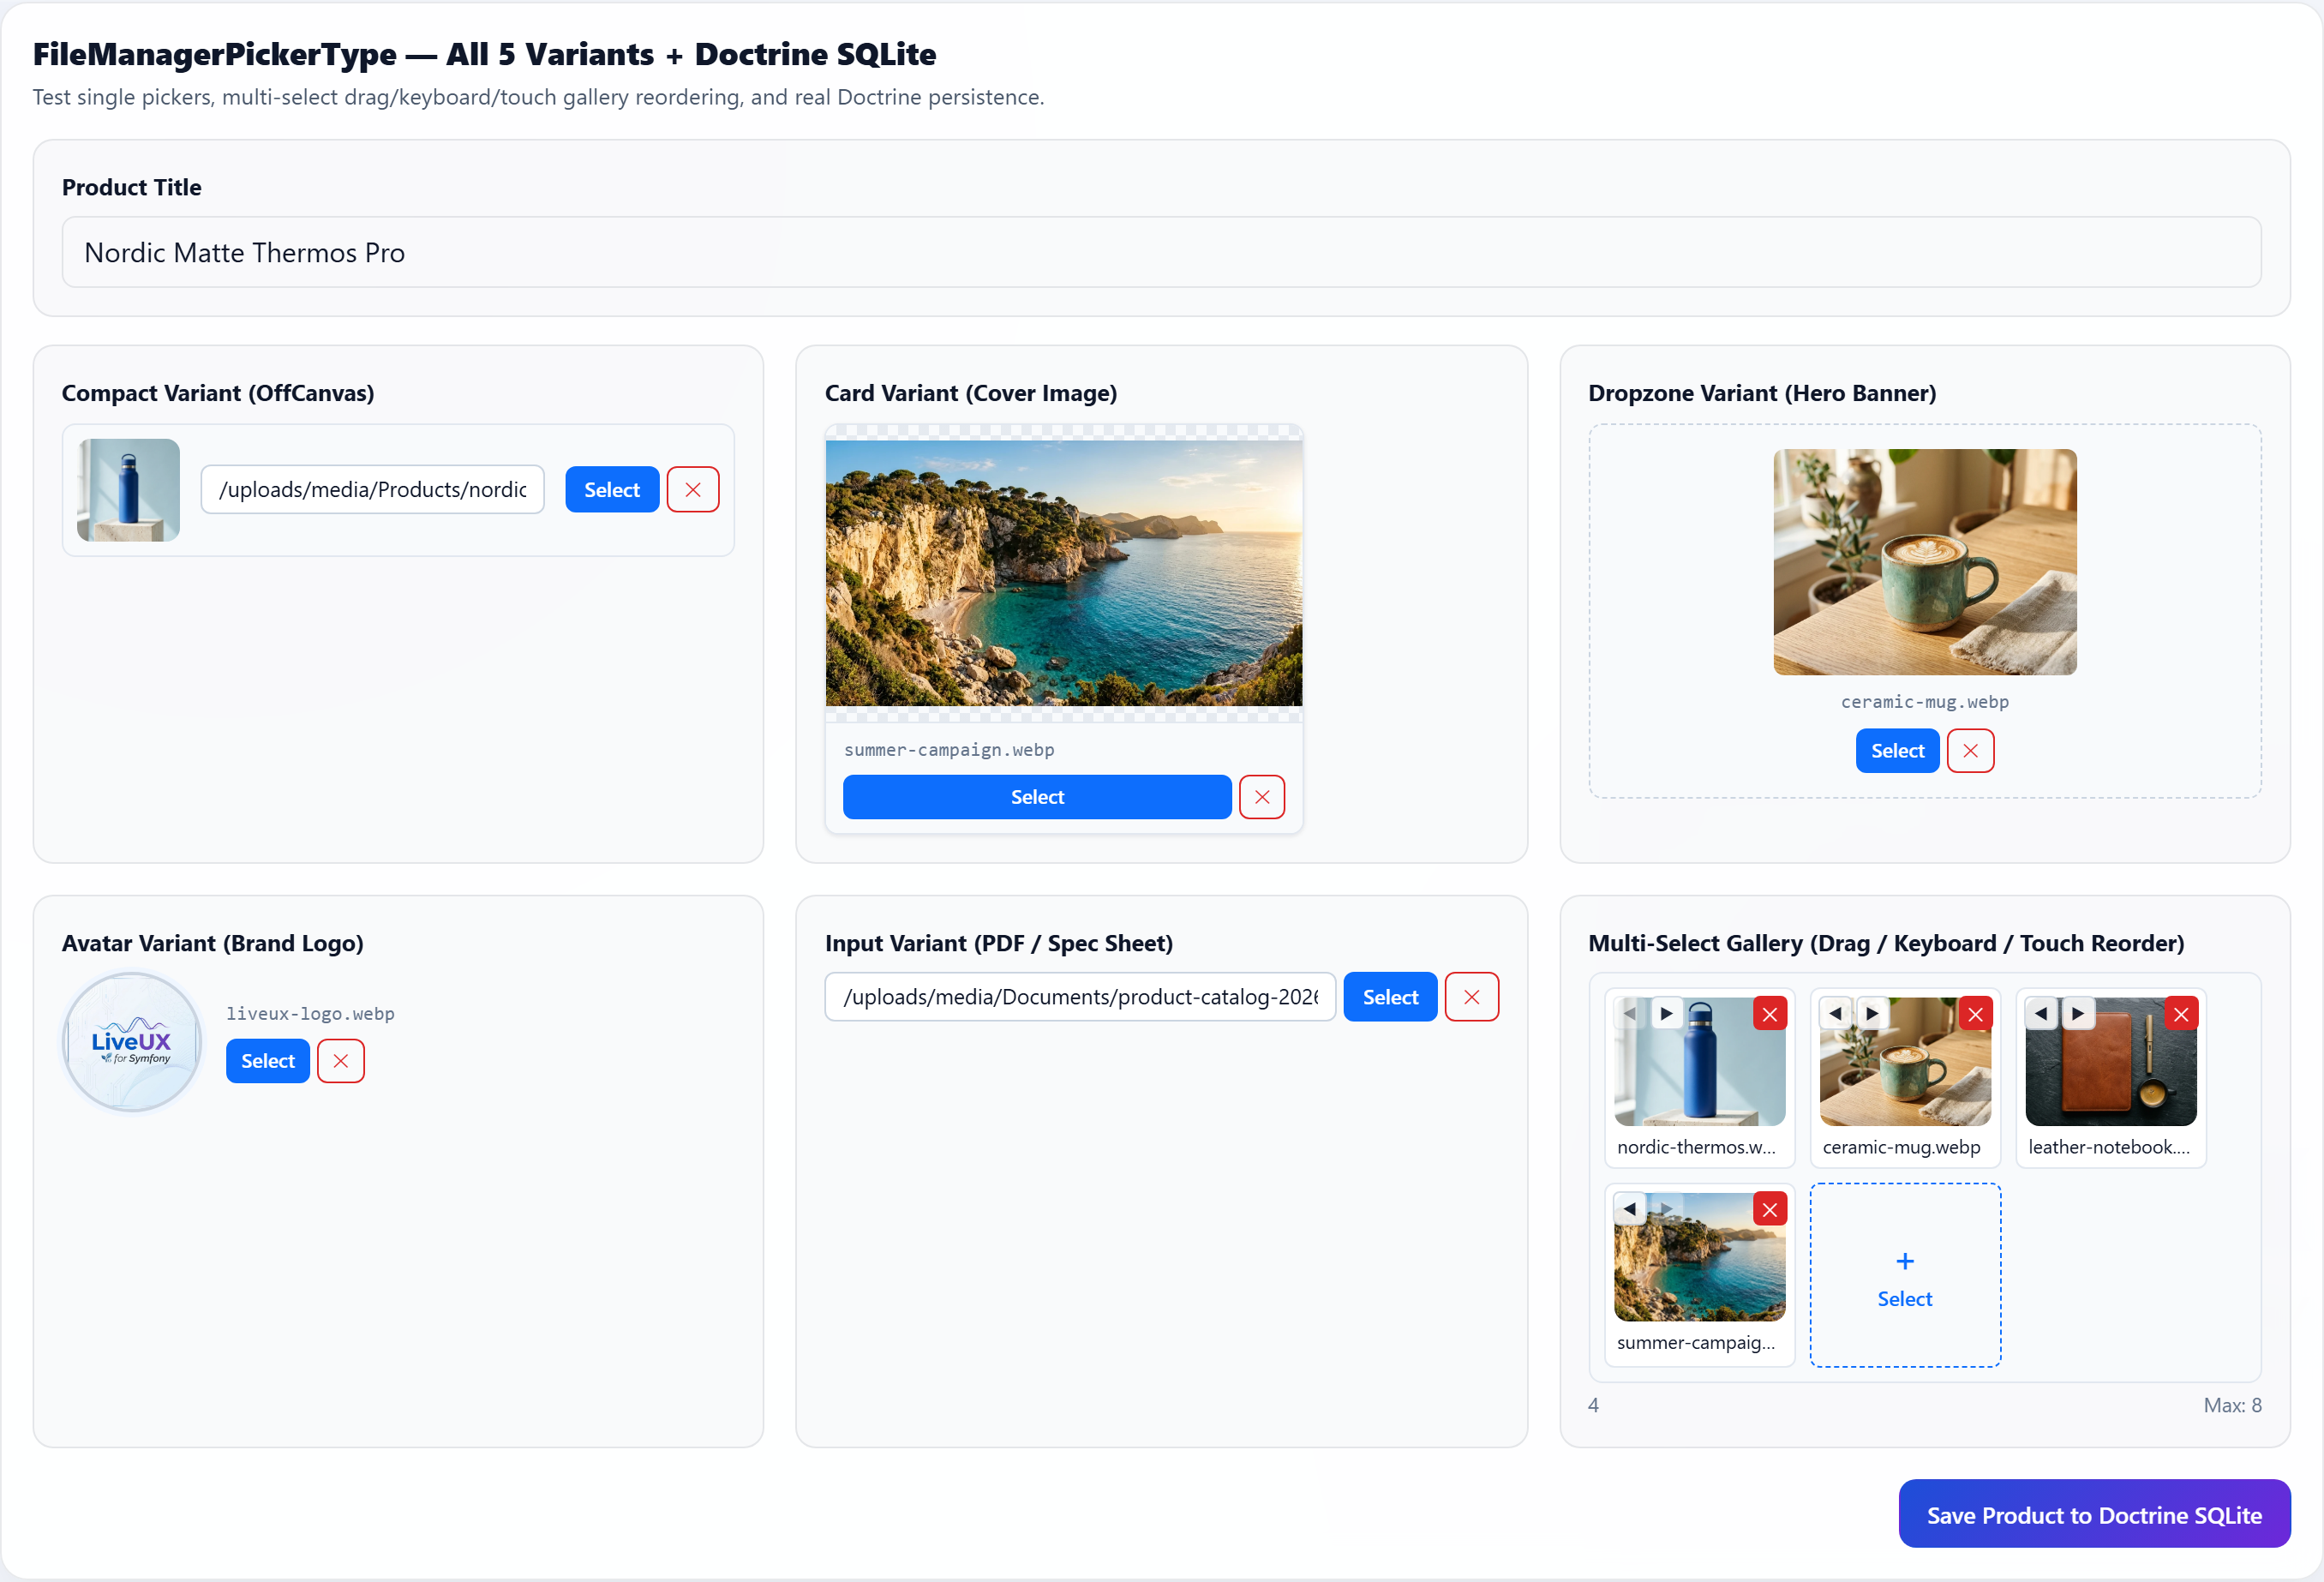 FileManagerPickerType — All 5 Variants + Doctrine SQLite
Test single pickers, multi-select drag/keyboard/touch gallery reordering, and real Doctrine persistence.
Product Title
Nordic Matte Thermos Pro
Compact Variant (OffCanvas)
/uploads/media/Products/nordic
Select
Card Variant (Cover Image)
summer-campaign.webp
Select
Dropzone Variant (Hero Banner)
ceramic-mug.webp
Select
Avatar Variant (Brand Logo)
LiveUX
for Symfony
liveux-logo.webp
Select
Input Variant (PDF / Spec Sheet)
/uploads/media/Documents/product-catalog-2026
Select
Multi-Select Gallery (Drag / Keyboard / Touch Reorder)
nordic-thermos.w...
ceramic-mug.webp
leather-notebook....
summer-campaig...
+
Select
4
Max: 8
Save Product to Doctrine SQLite